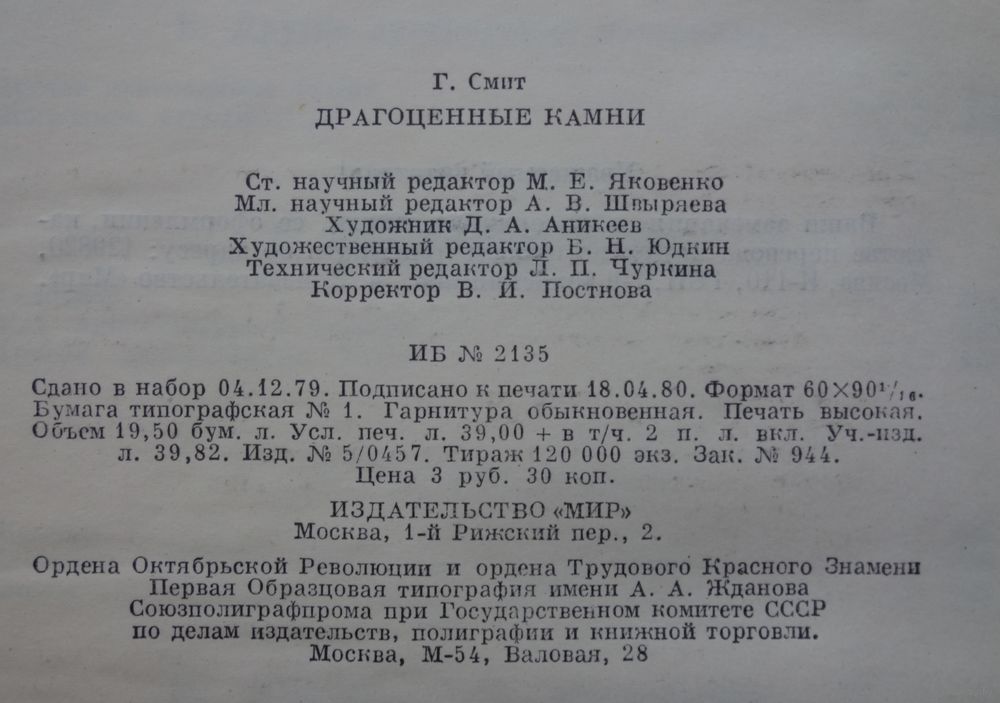 Г. Смит
ДРАГОЦЕННЫЕ КАМНИ
Ст. научный редактор М. Е. Яковенко
Мл. научный редактор А. В. Швыряева
Художник Д. А. Аникеев
Художественный редактор Б. Н. Юдкин
Технический редактор Л. П. Чуркина
Корректор В. И. Постнова
ИБ № 2135
Сдано в набор 04.12.79. Подписано к печати 18.04.80. Формат 60×90¹/₁₆.
Бумага типографская № 1. Гарнитура обыкновенная. Печать высокая.
Объем 19,50 бум. л. Усл. печ. л. 39,00 + в т/ч. 2 п. л. вкл. Уч.-изд.
л. 39,82. Изд. № 5/0457. Тираж 120 000 экз. Зак. № 944.
Цена 3 руб. 30 коп.
ИЗДАТЕЛЬСТВО «МИР»
Москва, 1-й Рижский пер., 2.
Ордена Октябрьской Революции и ордена Трудового Красного Знамени
Первая Образцовая типография имени А. А. Жданова
Союзполиграфпрома при Государственном комитете СССР
по делам издательств, полиграфии и книжной торговли.
Москва, М-54, Валовая, 28